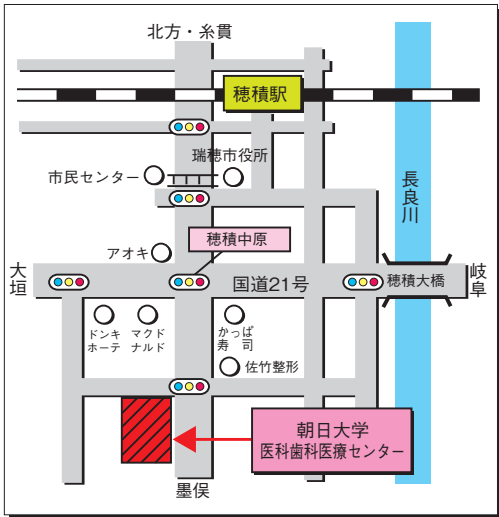 北方・糸貫
穂積駅
瑞穂市役所
市民センター
長良川
穂積中原
アオキ
大垣
国道21号
穂積大橋
岐阜
ドンキ
ホーテ
マクド
ナルド
かっぱ
寿司
佐竹整形
朝日大学
医科歯科医療センター
墨俣